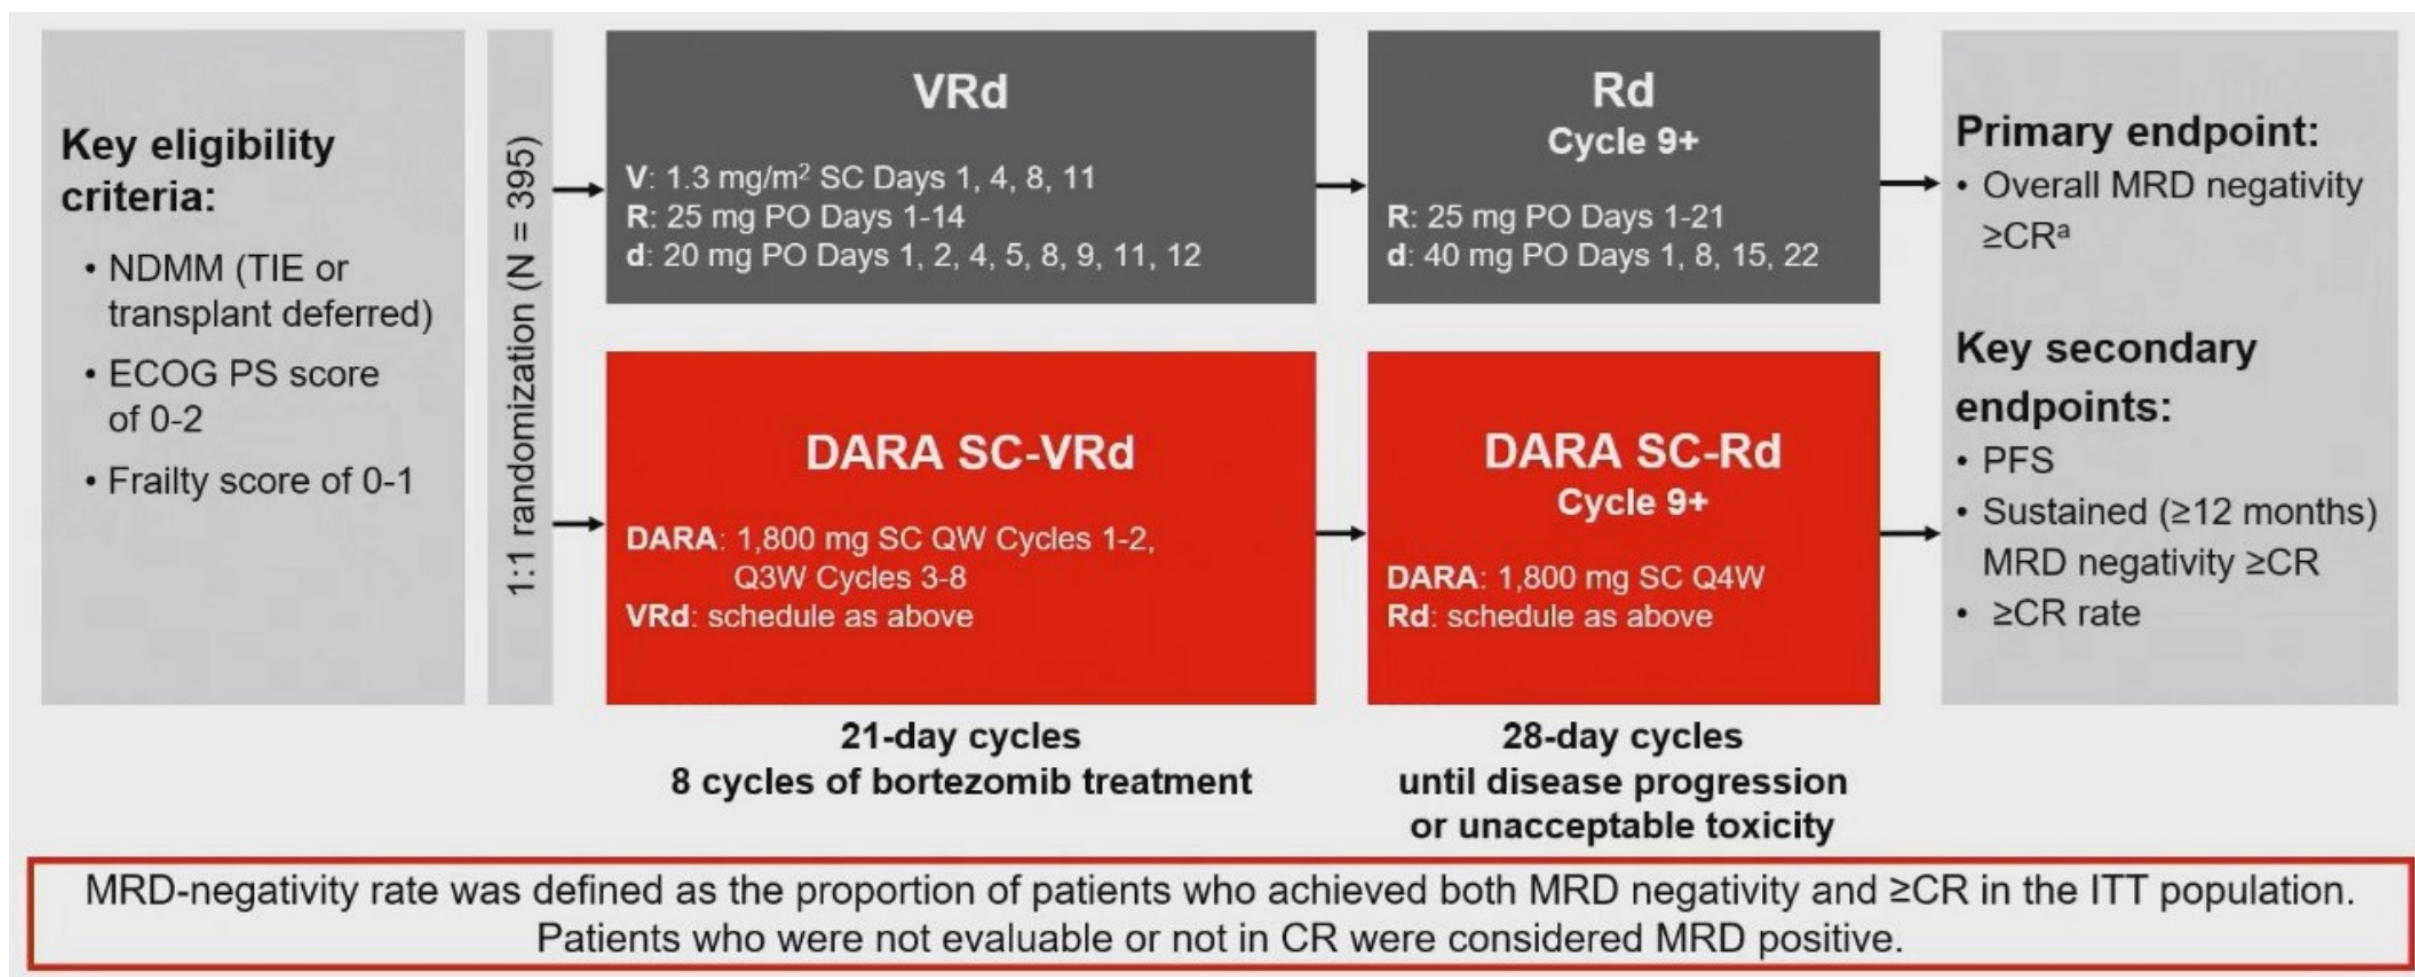 Key eligibility
criteria:
• NDMM (TIE or
transplant deferred)
• ECOG PS score
of 0-2
• Frailty score of 0-1
1:1 randomization (N = 395)
VRd
V: 1.3 mg/m² SC Days 1, 4, 8, 11
R: 25 mg PO Days 1-14
d: 20 mg PO Days 1, 2, 4, 5, 8, 9, 11, 12
Rd
Cycle 9+
R: 25 mg PO Days 1-21
d: 40 mg PO Days 1, 8, 15, 22
DARA SC-VRd
DARA: 1,800 mg SC QW Cycles 1-2,
Q3W Cycles 3-8
VRd: schedule as above
DARA SC-Rd
Cycle 9+
DARA: 1,800 mg SC Q4W
Rd: schedule as above
21-day cycles
8 cycles of bortezomib treatment
28-day cycles
until disease progression
or unacceptable toxicity
Primary endpoint:
• Overall MRD negativity
≥CRᵃ
Key secondary
endpoints:
• PFS
• Sustained (≥12 months)
MRD negativity ≥CR
• ≥CR rate
MRD-negativity rate was defined as the proportion of patients who achieved both MRD negativity and ≥CR in the ITT population.
Patients who were not evaluable or not in CR were considered MRD positive.